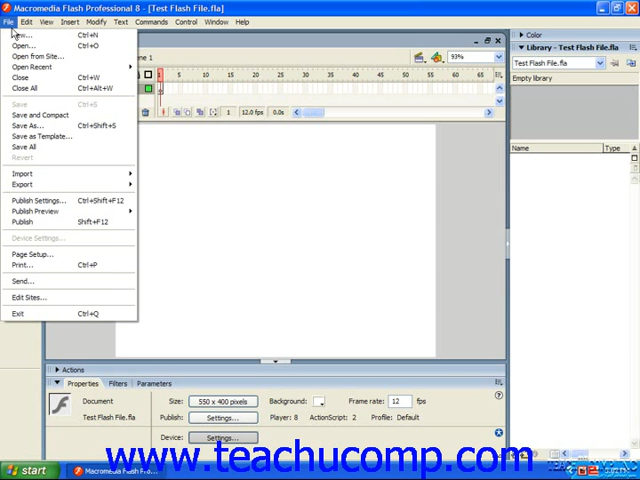 Macromedia Flash Professional 8 - [Test Flash File.fla]
File Edit View Insert Modify Text Commands Control Window Help
Ctrl+N
Open... Ctrl+O
Open from Site...
Open Recent
Close Ctrl+W
Close All Ctrl+Alt+W
Save Ctrl+S
Save and Compact
Save As... Ctrl+Shift+S
Save as Template...
Save All
Revert
Import
Export
Publish Settings... Ctrl+Shift+F12
Publish Preview
Publish Shift+F12
Device Settings...
Page Setup...
Print... Ctrl+P
Send...
Edit Sites...
Exit Ctrl+Q
ne 1
93%
1 5 10 15 20 25 30 35 40 45 50 55 60 65
1 12.0 fps 0.0s
Color
Library - Test Flash File.fla
Test Flash File.fla
Empty library
Name Type
Actions
Properties Filters Parameters
Document
Test Flash File.fla
Size: 550 x 400 pixels Background: Frame rate: 12 fps
Publish: Settings... Player: 8 ActionScript: 2 Profile: Default
Device: Settings...
www.teachucomp.com
start
Macromedia Flash Pro...